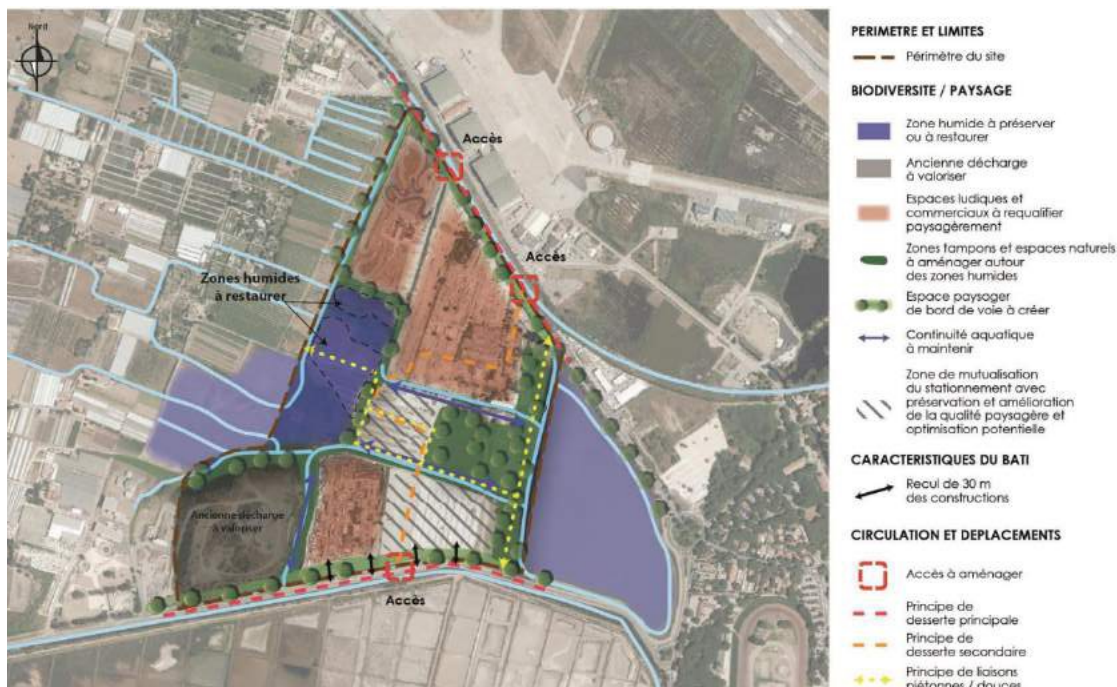 Nord
Accès
Accès
Zones humides
à restaurer
Ancienne décharge
à valoriser
Accès
PERIMETRE ET LIMITES
Périmètre du site
BIODIVERSITE / PAYSAGE
Zone humide à préserver
ou à restaurer
Ancienne décharge
à valoriser
Espaces ludiques et
commerciaux à requalifier
paysagèrement
Zones tampons et espaces naturels
à aménager autour
des zones humides
Espace paysager
de bord de voie à créer
Continuité aquatique
à maintenir
Zone de mutualisation
du stationnement avec
préservation et amélioration
de la qualité paysagère et
optimisation potentielle
CARACTERISTIQUES DU BATI
Recul de 30 m
des constructions
CIRCULATION ET DEPLACEMENTS
Accès à aménager
Principe de
desserte principale
Principe de
desserte secondaire
Principe de liaisons
piétonnes / douces